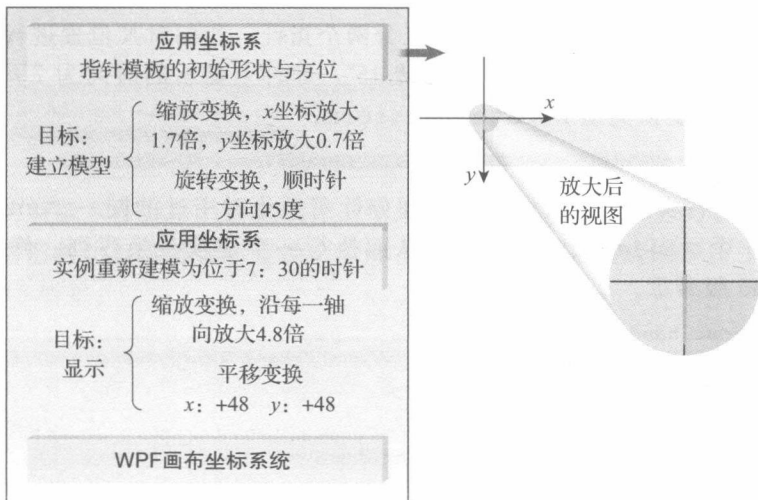 应用坐标系
指针模板的初始形状与方位
目标:
建立模型
缩放变换，x坐标放大
1.7倍，y坐标放大0.7倍
旋转变换，顺时针
方向45度
应用坐标系
实例重新建模为位于7：30的时针
目标:
显示
缩放变换，沿每一轴
向放大4.8倍
平移变换
x：+48 y：+48
WPF画布坐标系统
x
y
放大后
的视图